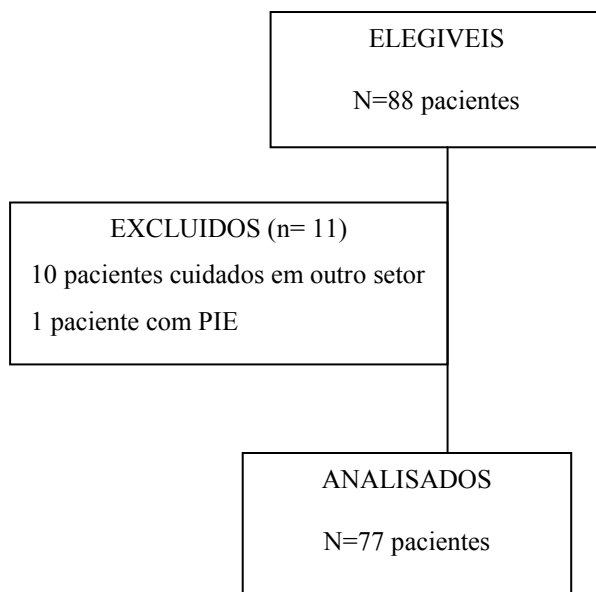 ELEGIVEIS
N=88 pacientes
EXCLUIDOS (n= 11)
10 pacientes cuidados em outro setor
1 paciente com PIE
ANALISADOS
N=77 pacientes